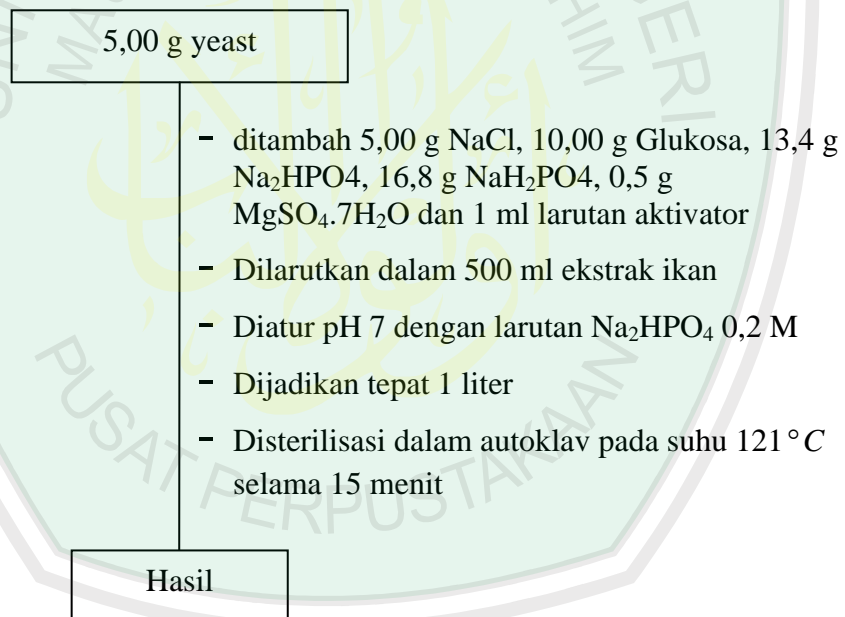 5,00 g yeast
- ditambah 5,00 g NaCl, 10,00 g Glukosa, 13,4 g
Na₂HPO4, 16,8 g NaH₂PO4, 0,5 g
MgSO₄.7H₂O dan 1 ml larutan aktivator
- Dilarutkan dalam 500 ml ekstrak ikan
- Diatur pH 7 dengan larutan Na₂HPO₄ 0,2 M
- Dijadikan tepat 1 liter
- Disterilisasi dalam autoklav pada suhu 121°C
selama 15 menit
Hasil
PUSAT PERPUSTAKAAN